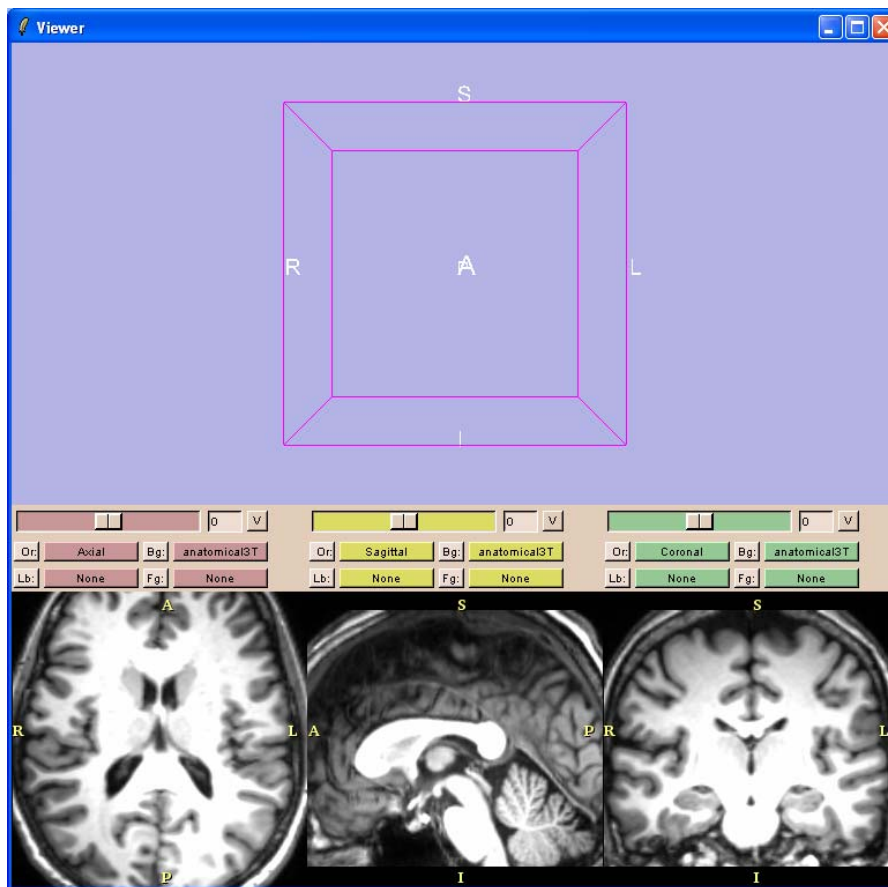 Viewer
S
R A L
I
0 V 0 V 0 V
Or: Axial Bg: anatomical3T Or: Sagittal Bg: anatomical3T Or: Coronal Bg: anatomical3T
Lb: None Fg: None Lb: None Fg: None Lb: None Fg: None
A S S
R L A P R L
P I I